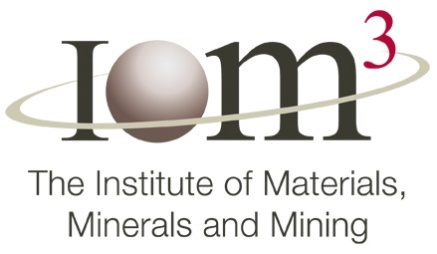 IOM3
The Institute of Materials,
Minerals and Mining